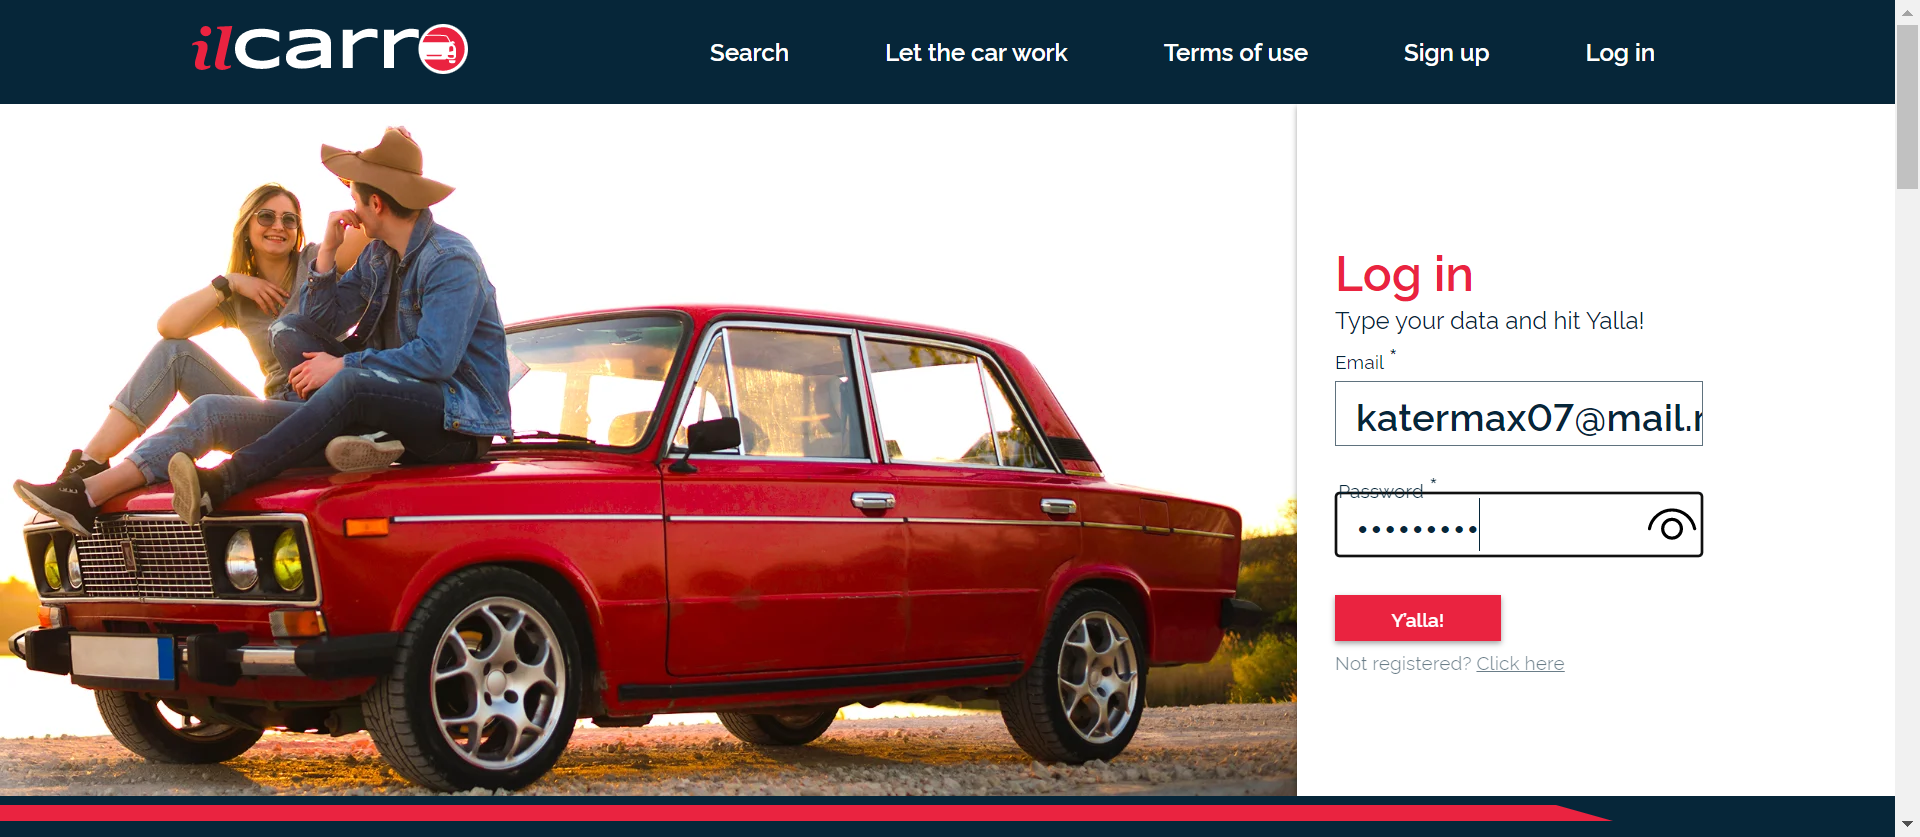 ilcarro
Search Let the car work Terms of use Sign up Log in
Log in
Type your data and hit Yalla!
Email *
katermax07@mail.r
Password *
•••••••••
Y'alla!
Not registered? Click here